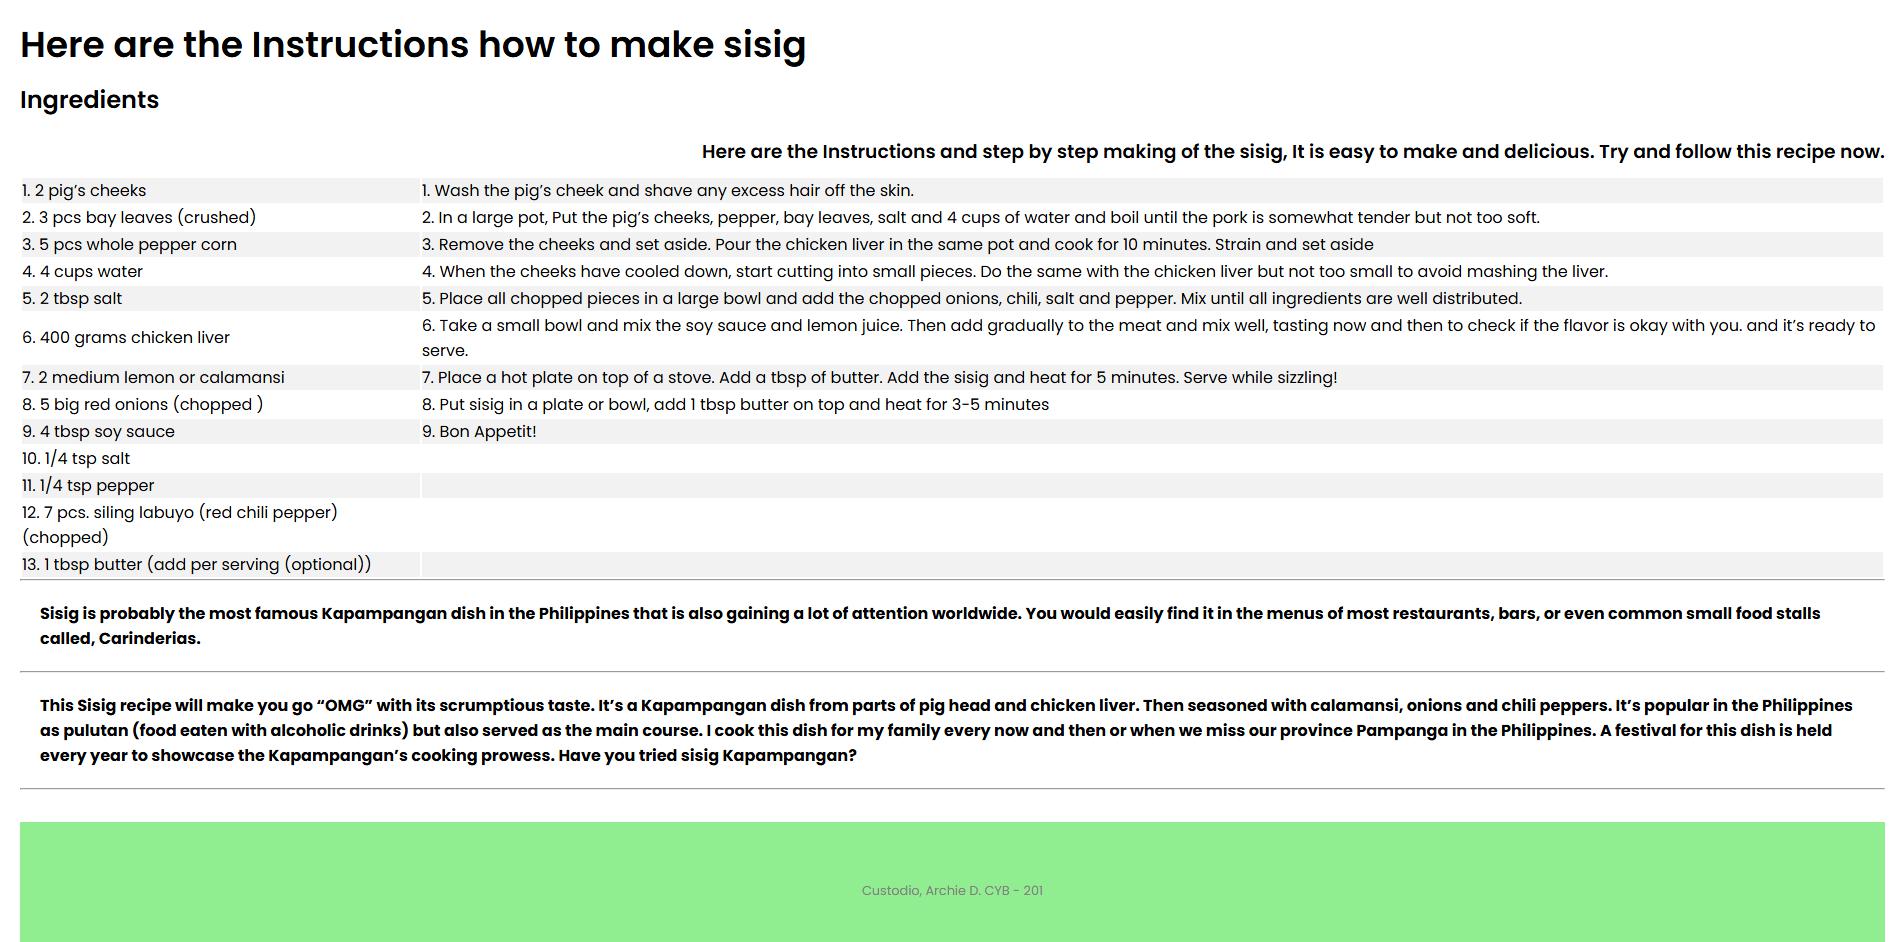 Here are the Instructions how to make sisig
Ingredients
Here are the Instructions and step by step making of the sisig, It is easy to make and delicious. Try and follow this recipe now.
1. 2 pig’s cheeks
1. Wash the pig’s cheek and shave any excess hair off the skin.
2. 3 pcs bay leaves (crushed)
2. In a large pot, Put the pig’s cheeks, pepper, bay leaves, salt and 4 cups of water and boil until the pork is somewhat tender but not too soft.
3. 5 pcs whole pepper corn
3. Remove the cheeks and set aside. Pour the chicken liver in the same pot and cook for 10 minutes. Strain and set aside
4. 4 cups water
4. When the cheeks have cooled down, start cutting into small pieces. Do the same with the chicken liver but not too small to avoid mashing the liver.
5. 2 tbsp salt
5. Place all chopped pieces in a large bowl and add the chopped onions, chili, salt and pepper. Mix until all ingredients are well distributed.
6. 400 grams chicken liver
6. Take a small bowl and mix the soy sauce and lemon juice. Then add gradually to the meat and mix well, tasting now and then to check if the flavor is okay with you. and it’s ready to
serve.
7. 2 medium lemon or calamansi
7. Place a hot plate on top of a stove. Add a tbsp of butter. Add the sisig and heat for 5 minutes. Serve while sizzling!
8. 5 big red onions (chopped )
8. Put sisig in a plate or bowl, add 1 tbsp butter on top and heat for 3-5 minutes
9. 4 tbsp soy sauce
9. Bon Appetit!
10. 1/4 tsp salt
11. 1/4 tsp pepper
12. 7 pcs. siling labuyo (red chili pepper)
(chopped)
13. 1 tbsp butter (add per serving (optional))
Sisig is probably the most famous Kapampangan dish in the Philippines that is also gaining a lot of attention worldwide. You would easily find it in the menus of most restaurants, bars, or even common small food stalls
called, Carinderias.
This Sisig recipe will make you go “OMG” with its scrumptious taste. It’s a Kapampangan dish from parts of pig head and chicken liver. Then seasoned with calamansi, onions and chili peppers. It’s popular in the Philippines
as pulutan (food eaten with alcoholic drinks) but also served as the main course. I cook this dish for my family every now and then or when we miss our province Pampanga in the Philippines. A festival for this dish is held
every year to showcase the Kapampangan’s cooking prowess. Have you tried sisig Kapampangan?
Custodio, Archie D. CYB - 201